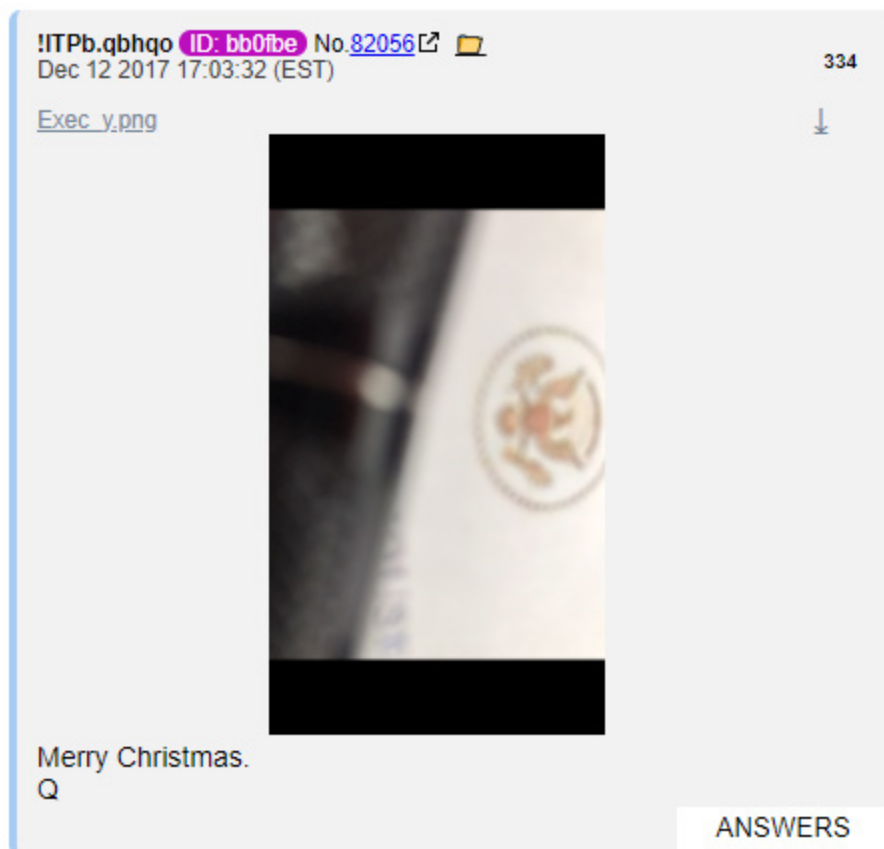 !ITPb.qbhqo ID: bb0fbe No.82056
Dec 12 2017 17:03:32 (EST)
334
Exec_y.png
Merry Christmas.
Q
ANSWERS